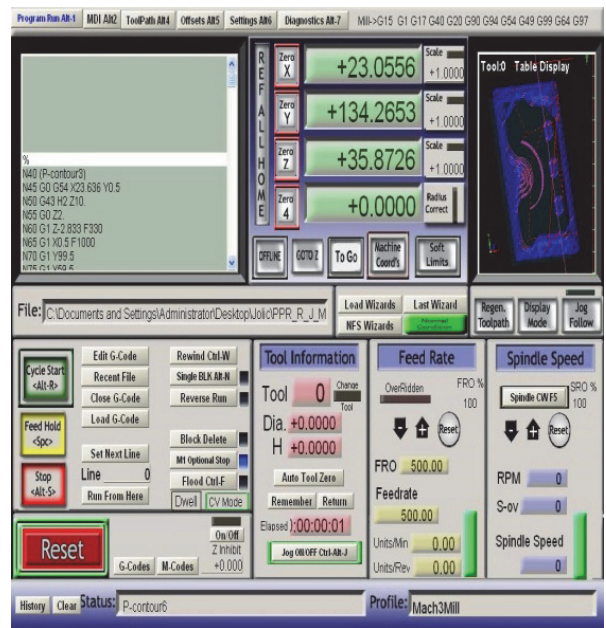 Program Run Alt-1 MDI Alt2 ToolPath Alt4 Offsets Alt5 Settings Alt6 Diagnostics Alt-7 Mill->G15 G1 G17 G40 G20 G90 G94 G54 G49 G99 G64 G97
REF ALL HOME
Zero X +23.0556 Scale +1.0000
Zero Y +134.2653 Scale +1.0000
Zero Z +35.8726 Scale +1.0000
Zero 4 +0.0000 Radius Correct
OFFLINE GOTO Z To Go Machine Coord's Soft Limits
Tool:0 Table Display
%
N40 (P-contour3)
N45 G0 G54 X23.636 Y0.5
N50 G43 H2 Z10.
N55 G0 Z2.
N60 G1 Z-2.833 F330
N65 G1 X0.5 F1000
N70 G1 Y99.5
N75 G1 X59.5
File: C:\Documents and Settings\Administrator\Desktop\Jolic\PPR_R_J_M
Load Wizards Last Wizard
NFS Wizards Normal Condition
Regen. Toolpath Display Mode Jog Follow
Cycle Start <Alt-R>
Feed Hold <Spc>
Stop <Alt-S>
Edit G-Code Rewind Ctrl-W
Recent File Single BLK Alt-N
Close G-Code Reverse Run
Load G-Code
Block Delete
Set Next Line M1 Optional Stop
Line 0 Flood Ctrl-F
Run From Here Dwell CV Mode
Reset
G-Codes M-Codes
On/Off
Z Inhibit
+0.000
Tool Information
Tool 0 Change Tool
Dia. +0.0000
H +0.0000
Auto Tool Zero
Remember Return
Elapsed ):00:00:01
Jog ON/OFF Ctrl-Alt-J
Feed Rate
OverRidden FRO %
100
Reset
FRO 500.00
Feedrate
500.00
Units/Min 0.00
Units/Rev 0.00
Spindle Speed
Spindle CW F5 SRO %
100
Reset
RPM 0
S-ov 0
Spindle Speed
0
History Clear Status: P-contour6 Profile: Mach3Mill